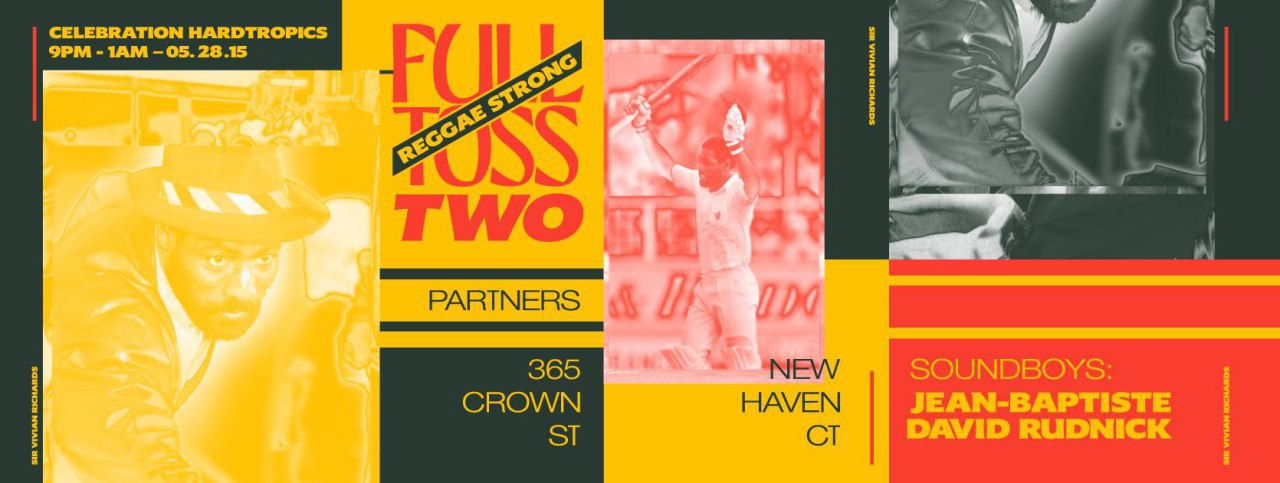 CELEBRATION HARDTROPICS
9PM - 1AM – 05.28.15
SIR VIVIAN RICHARDS
FULL
REGGAE STRONG
TOSS
TWO
PARTNERS
365
CROWN
ST
NEW
HAVEN
CT
SIR VIVIAN RICHARDS
SOUNDBOYS:
JEAN-BAPTISTE
DAVID RUDNICK
SIR VIVIAN RICHARDS